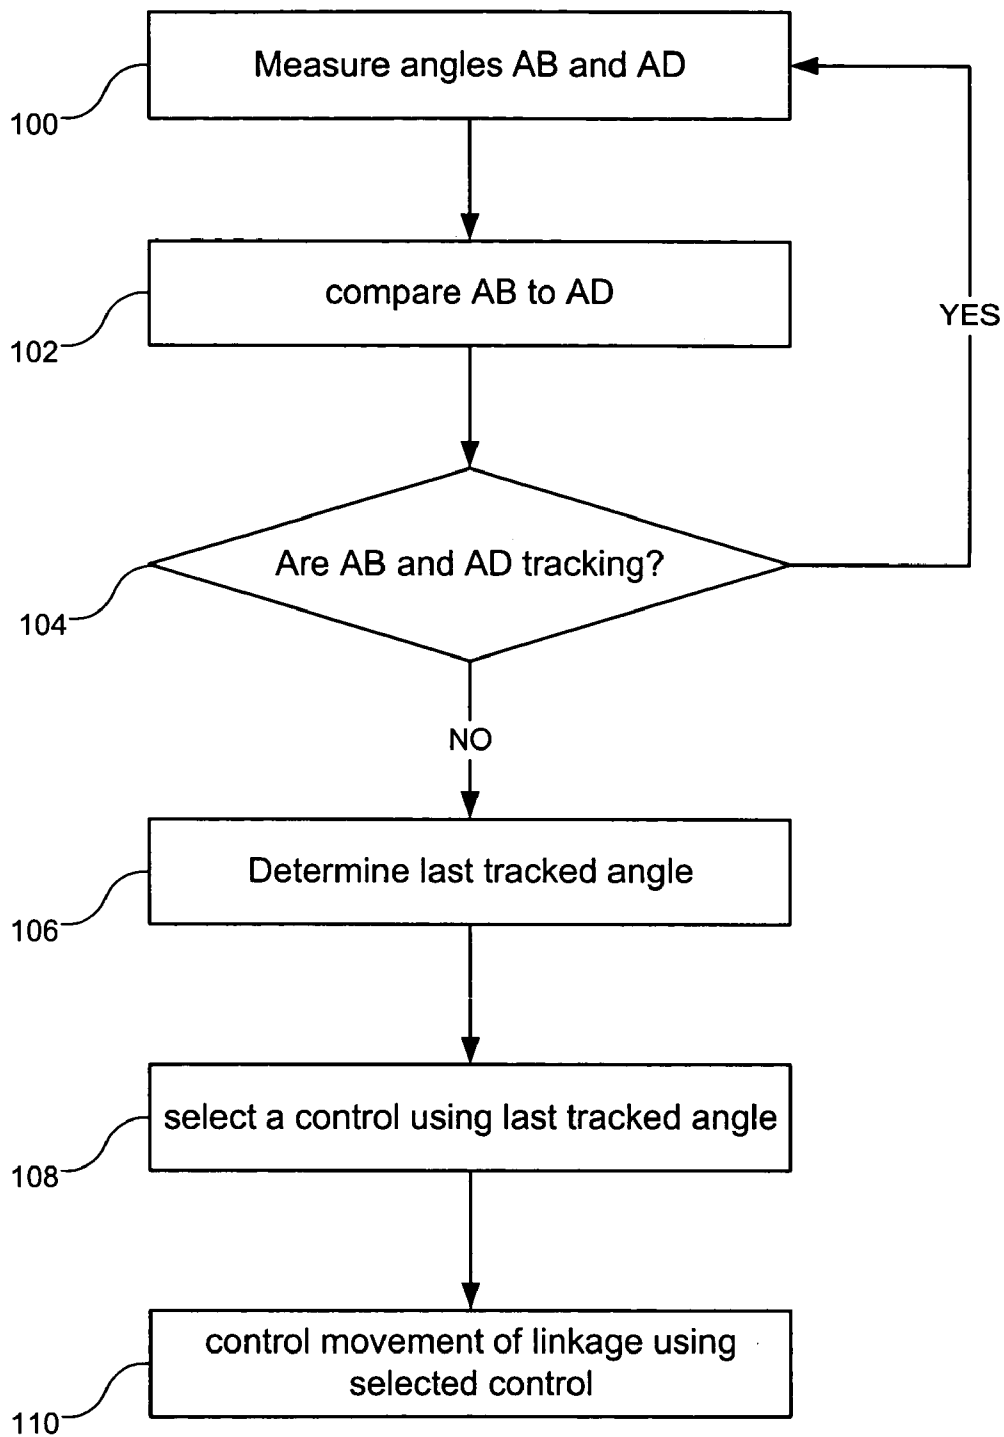 Measure angles AB and AD
100
compare AB to AD
102
YES
Are AB and AD tracking?
104
NO
Determine last tracked angle
106
select a control using last tracked angle
108
control movement of linkage using
selected control
110